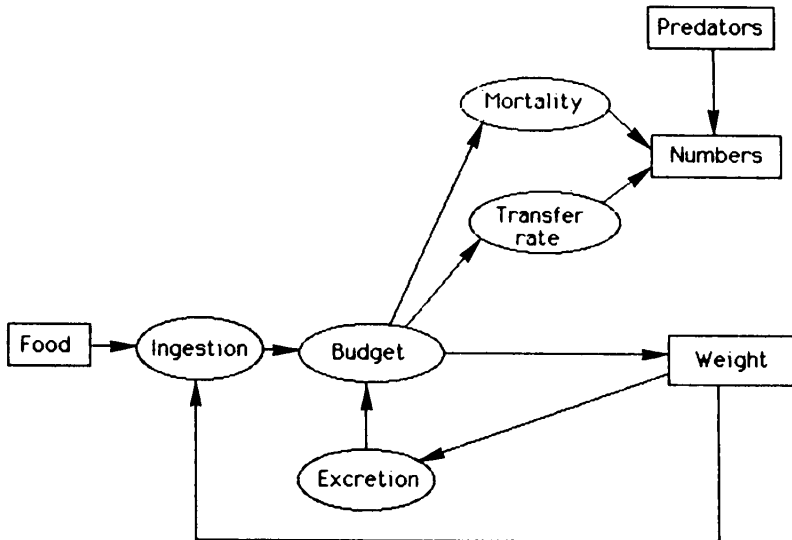 Predators
Mortality
Numbers
Transfer
rate
Food
Ingestion
Budget
Weight
Excretion